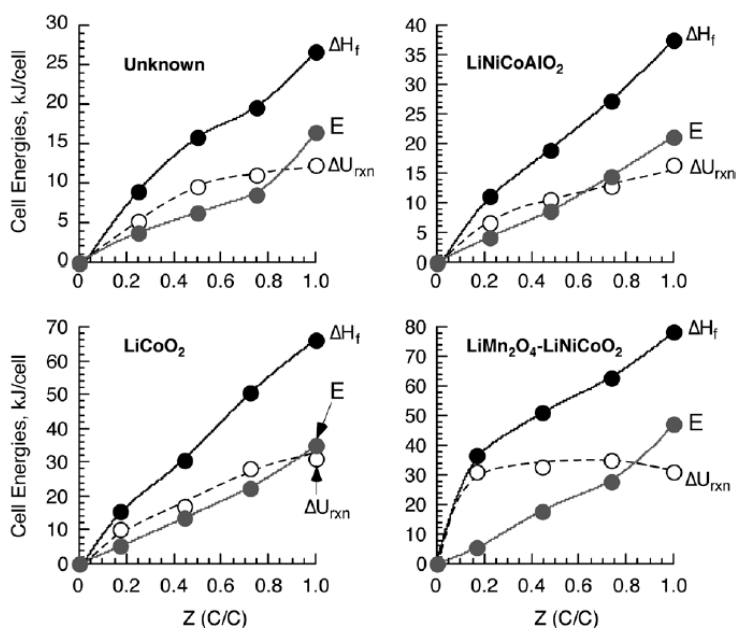 Unknown
Cell Energies, kJ/cell
30
25
20
15
10
5
0
0 0.2 0.4 0.6 0.8 1.0
ΔHf
E
ΔUrxn
LiNiCoAlO2
40
35
30
25
20
15
10
5
0
0 0.2 0.4 0.6 0.8 1.0
ΔHf
E
ΔUrxn
LiCoO2
Cell Energies, kJ/cell
70
60
50
40
30
20
10
0
0 0.2 0.4 0.6 0.8 1.0
Z (C/C)
ΔHf
E
ΔUrxn
LiMn2O4-LiNiCoO2
80
70
60
50
40
30
20
10
0
0 0.2 0.4 0.6 0.8 1.0
Z (C/C)
ΔHf
E
ΔUrxn